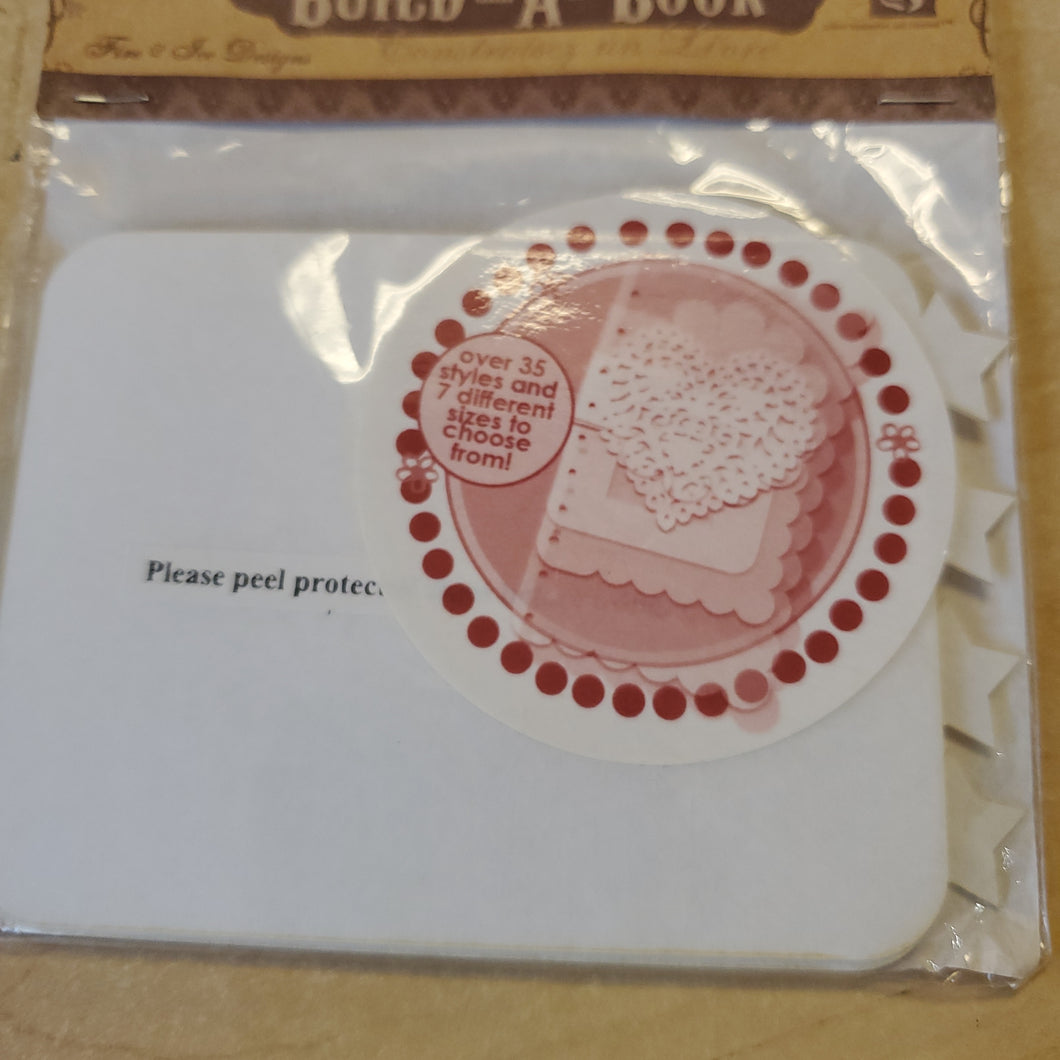 Build-A-Book
Fire & Ice Designs
over 35
styles and
7 different
sizes to
choose
from!
Please peel protec